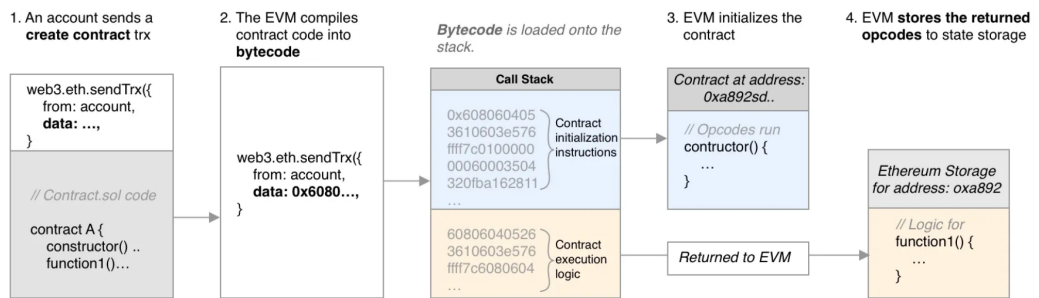 1. An account sends a
create contract trx
2. The EVM compiles
contract code into
bytecode
Bytecode is loaded onto the
stack.
3. EVM initializes the
contract
4. EVM stores the returned
opcodes to state storage
web3.eth.sendTrx({
from: account,
data: ...,
}
// Contract.sol code
contract A {
constructor() ..
function1()...
web3.eth.sendTrx({
from: account,
data: 0x6080...,
}
Call Stack
0x608060405
3610603e576
ffff7c0100000
00060003504
320fba162811
...
Contract
initialization
instructions
60806040526
3610603e576
ffff7c6080604
...
Contract
execution
logic
Contract at address:
0xa892sd..
// Opcodes run
contructor() {
...
}
Returned to EVM
Ethereum Storage
for address: oxa892
// Logic for
function1() {
...
}